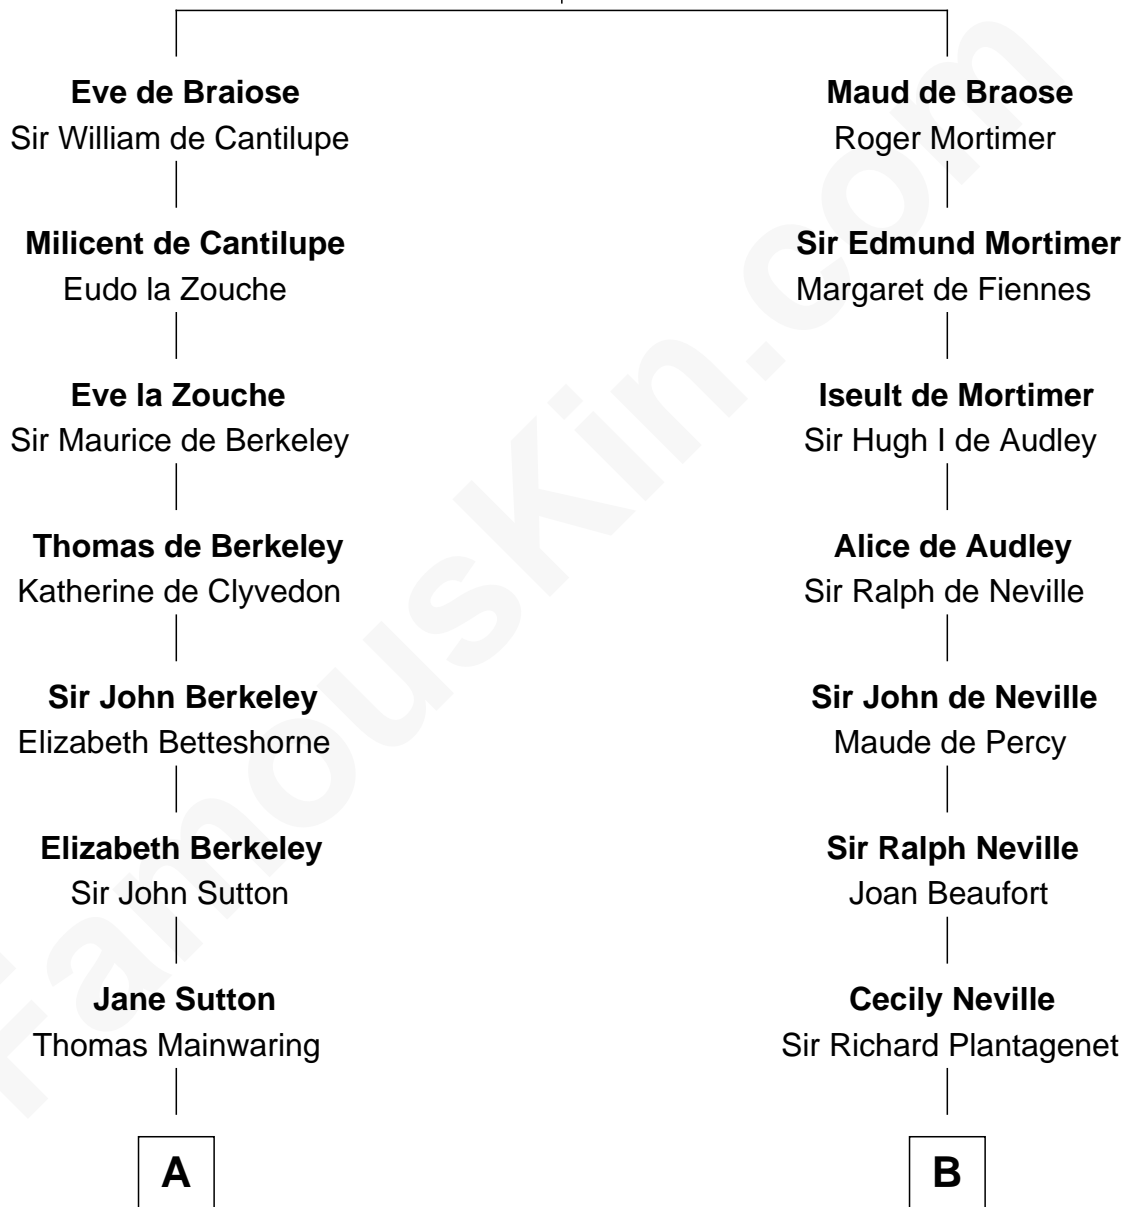 Eve de Braiose
Sir William de Cantilupe
Milicent de Cantilupe
Eudo la Zouche
Eve la Zouche
Sir Maurice de Berkeley
Thomas de Berkeley
Katherine de Clyvedon
Sir John Berkeley
Elizabeth Betteshorne
Elizabeth Berkeley
Sir John Sutton
Jane Sutton
Thomas Mainwaring
A
Maud de Braose
Roger Mortimer
Sir Edmund Mortimer
Margaret de Fiennes
Iseult de Mortimer
Sir Hugh I de Audley
Alice de Audley
Sir Ralph de Neville
Sir John de Neville
Maude de Percy
Sir Ralph Neville
Joan Beaufort
Cecily Neville
Sir Richard Plantagenet
B
FamousKin.com